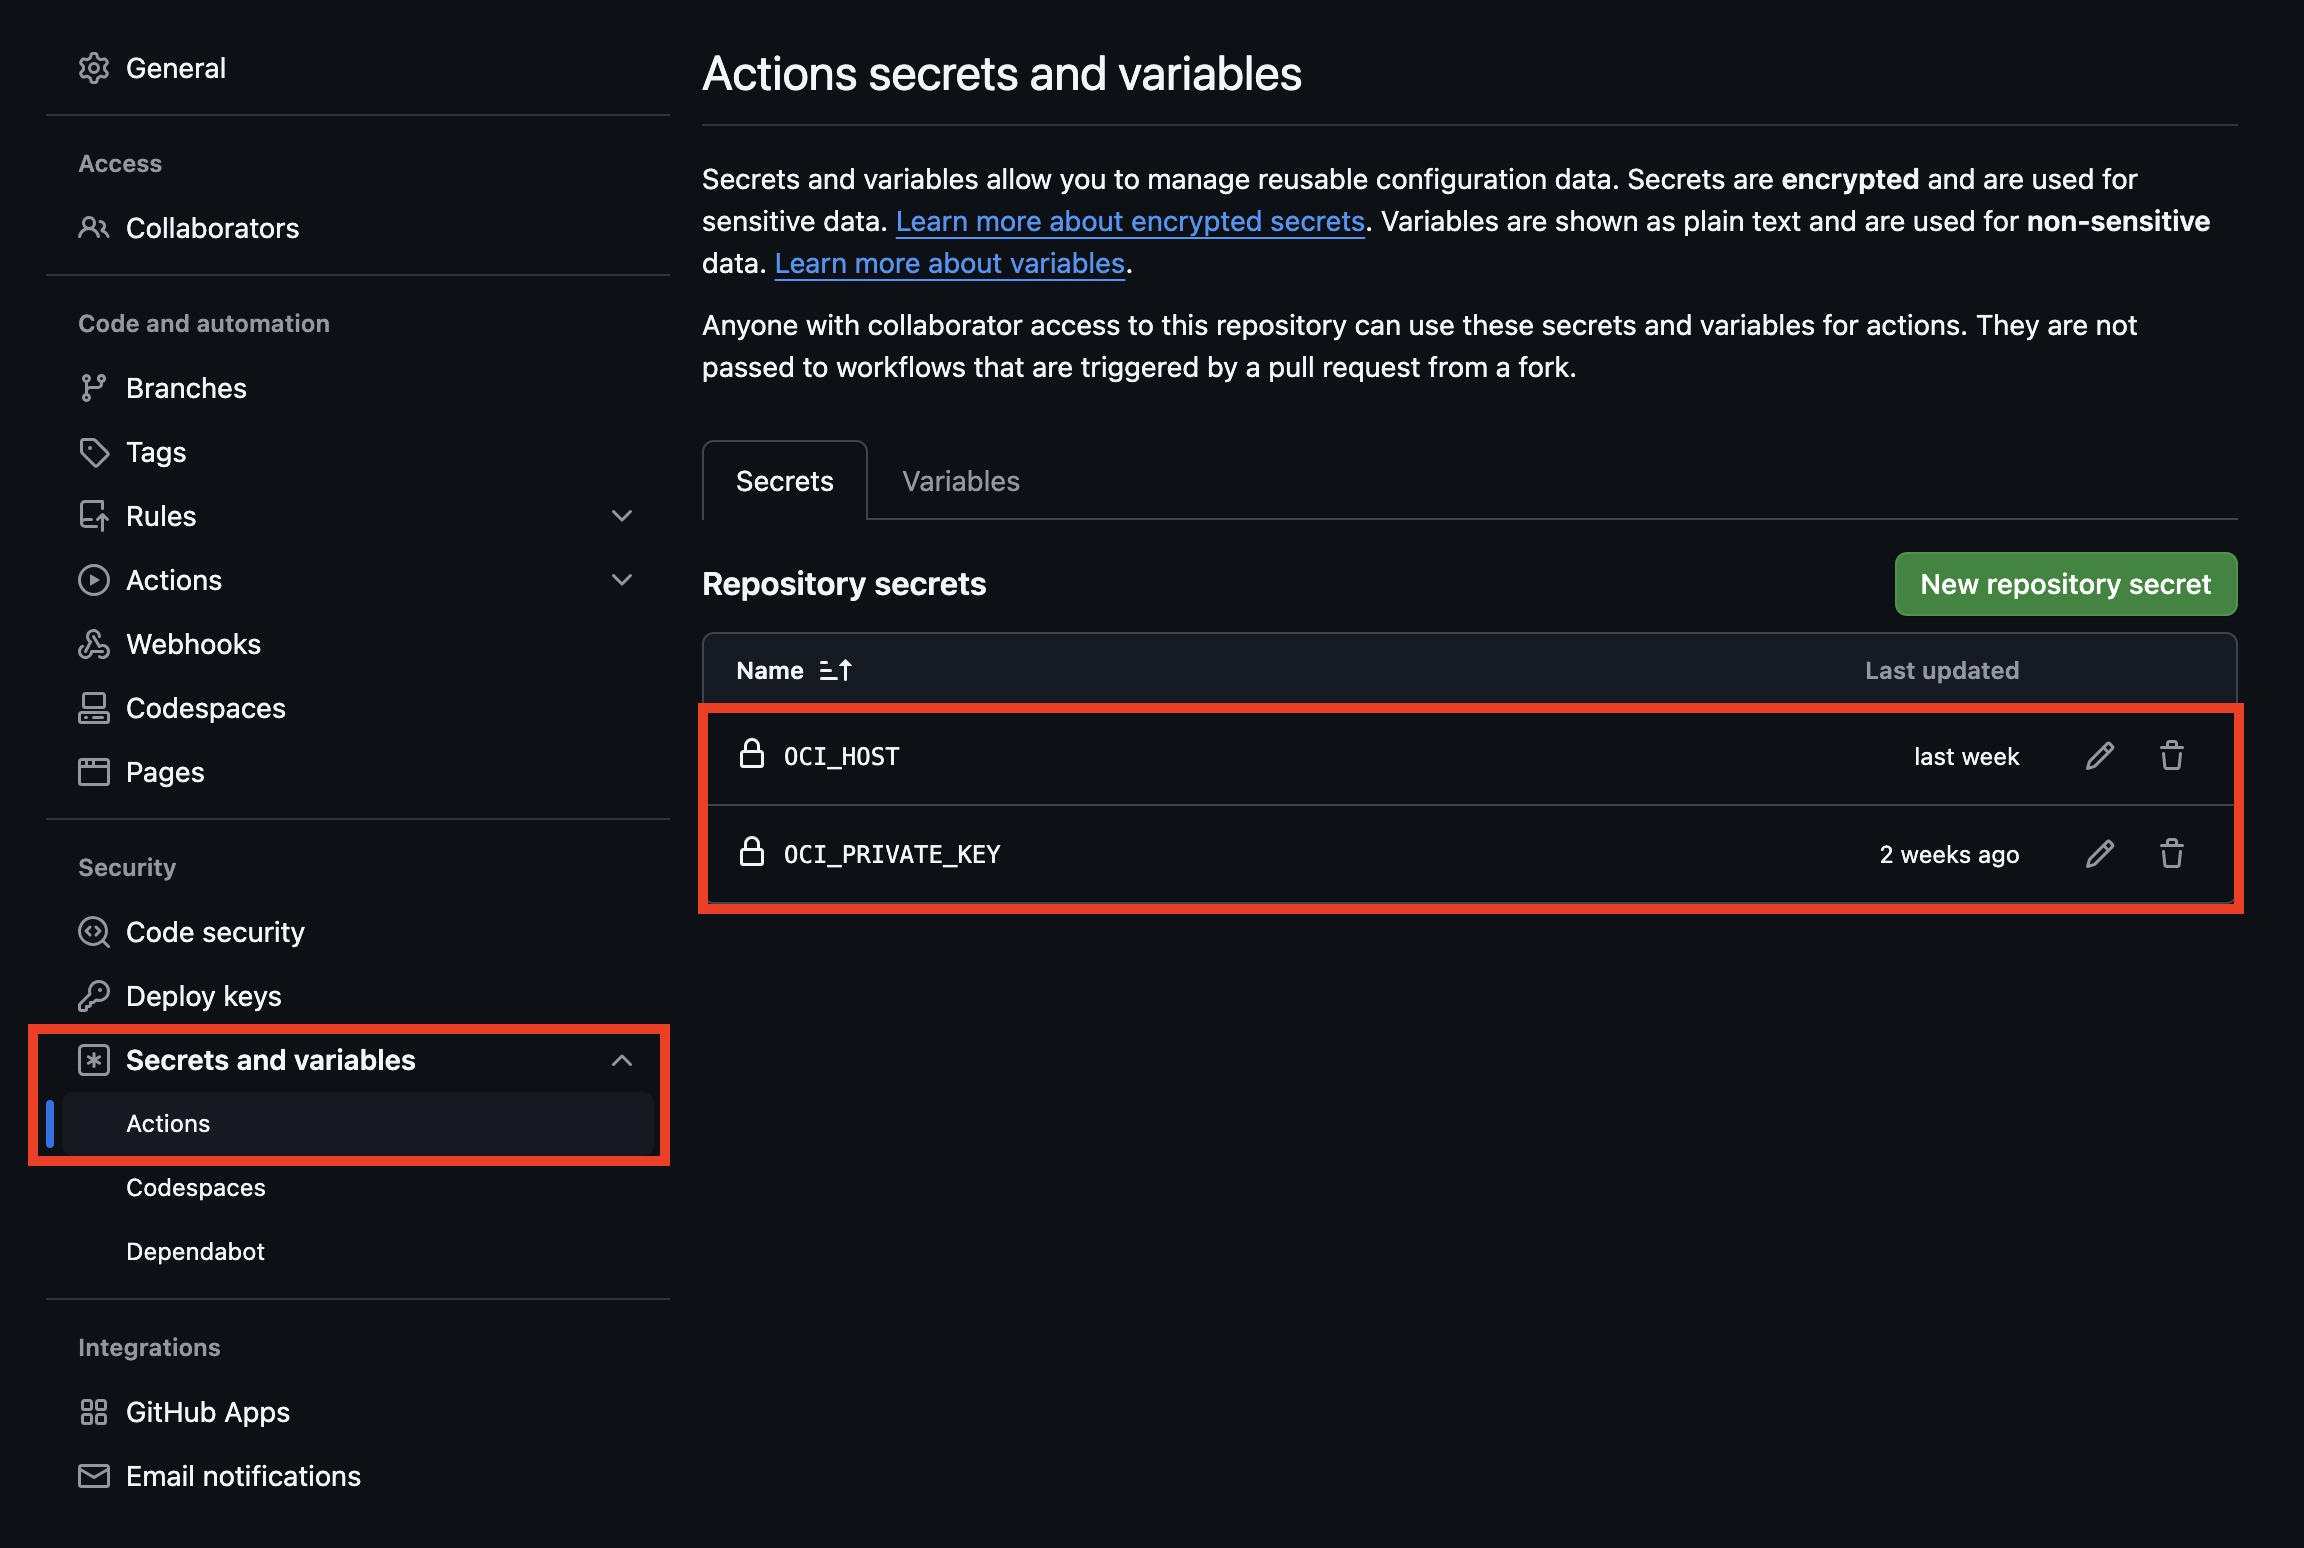 General
Access
Collaborators
Code and automation
Branches
Tags
Rules
Actions
Webhooks
Codespaces
Pages
Security
Code security
Deploy keys
Secrets and variables
Actions
Codespaces
Dependabot
Integrations
GitHub Apps
Email notifications
Actions secrets and variables
Secrets and variables allow you to manage reusable configuration data. Secrets are encrypted and are used for
sensitive data. Learn more about encrypted secrets. Variables are shown as plain text and are used for non-sensitive
data. Learn more about variables.
Anyone with collaborator access to this repository can use these secrets and variables for actions. They are not
passed to workflows that are triggered by a pull request from a fork.
Secrets Variables
Repository secrets New repository secret
Name Last updated
OCI_HOST last week
OCI_PRIVATE_KEY 2 weeks ago